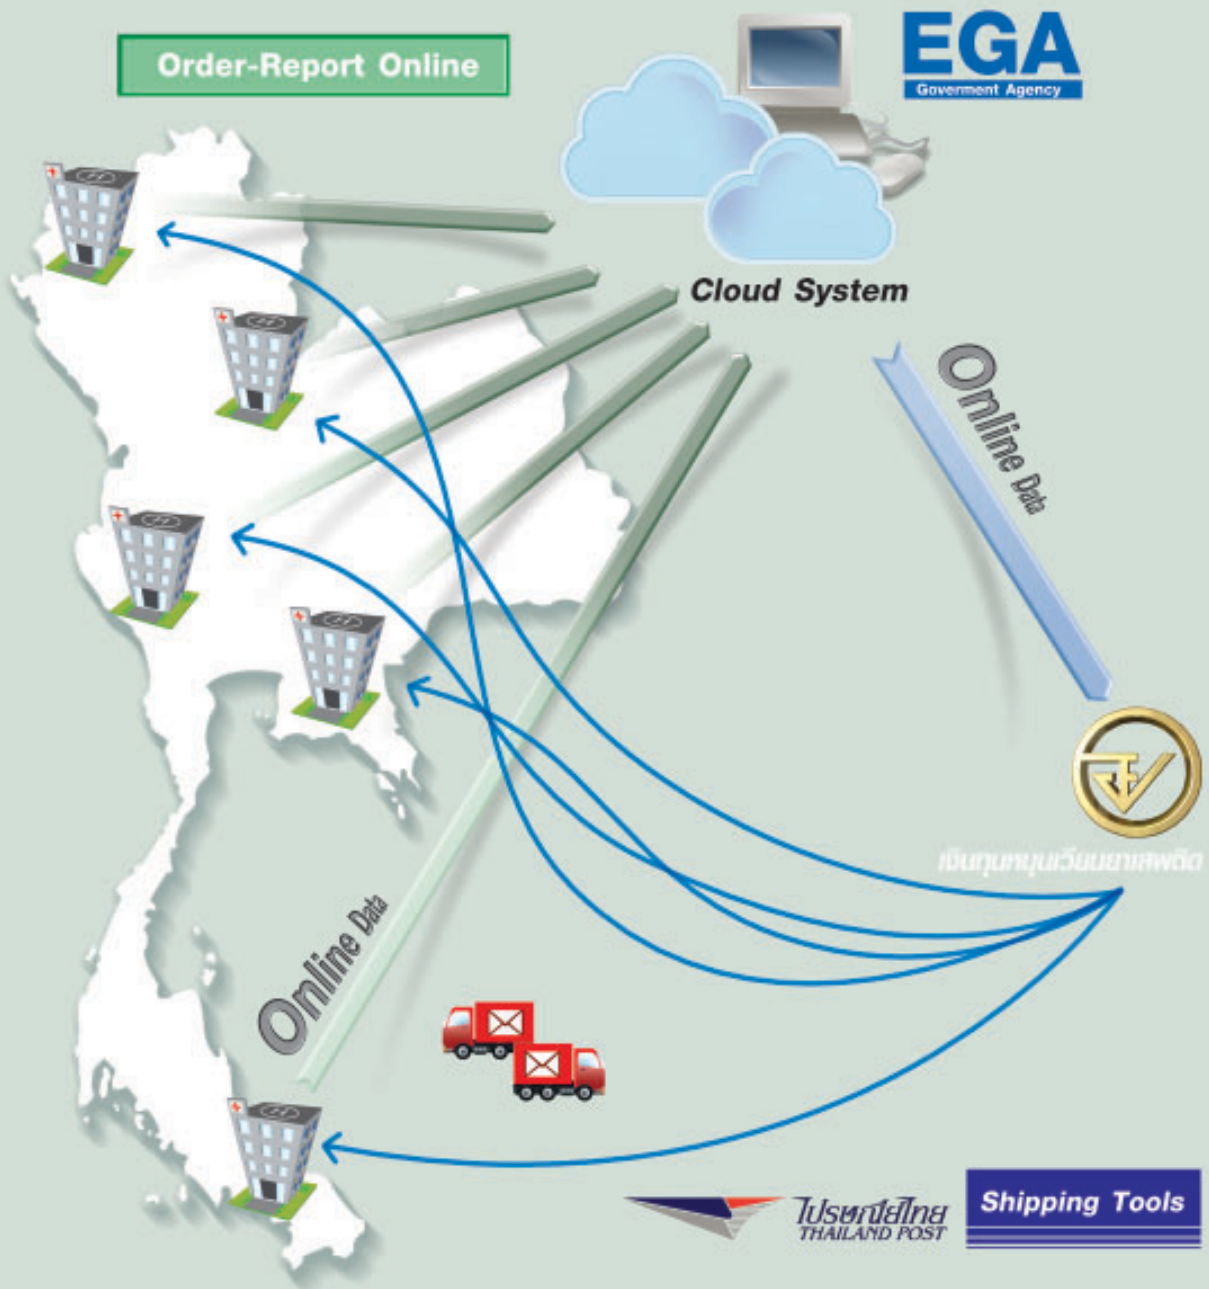 Order-Report Online
EGA
Goverment Agency
Cloud System
Online Data
เงินทุนหมุนเวียนยาเสพติด
Online Data
ไปรษณีย์ไทย
THAILAND POST
Shipping Tools